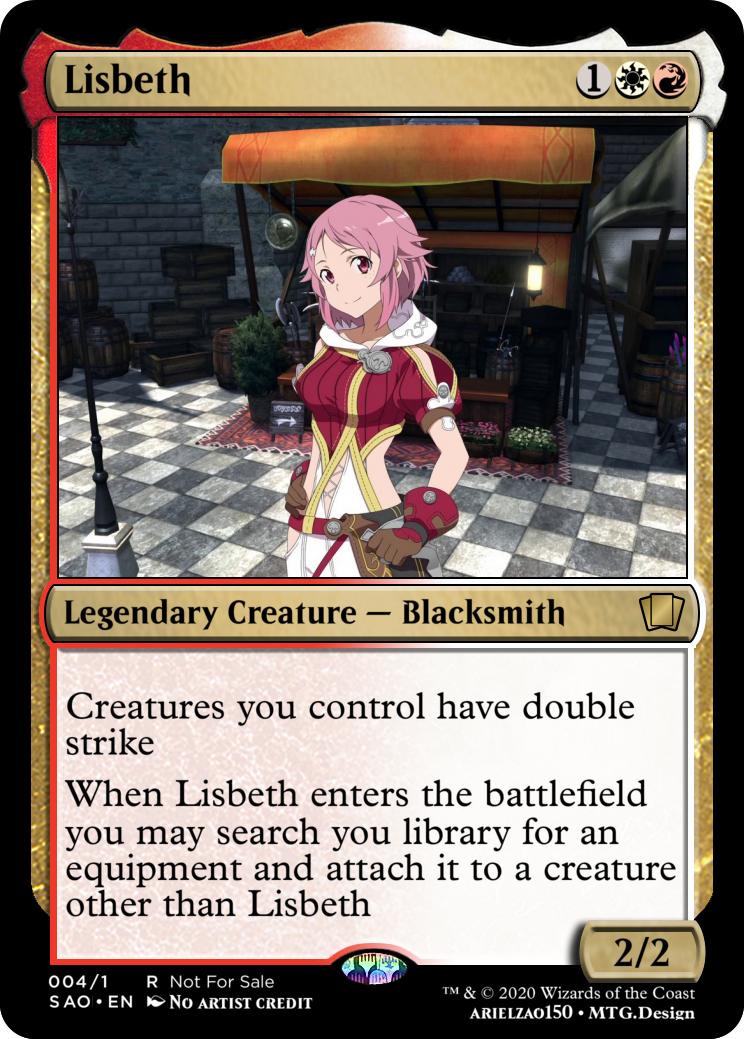 Lisbeth 1
Legendary Creature — Blacksmith
Creatures you control have double
strike
When Lisbeth enters the battlefield
you may search you library for an
equipment and attach it to a creature
other than Lisbeth
2/2
004/1 R Not For Sale
SAO • EN No artist credit
™ & © 2020 Wizards of the Coast
arielzao150 • MTG.Design